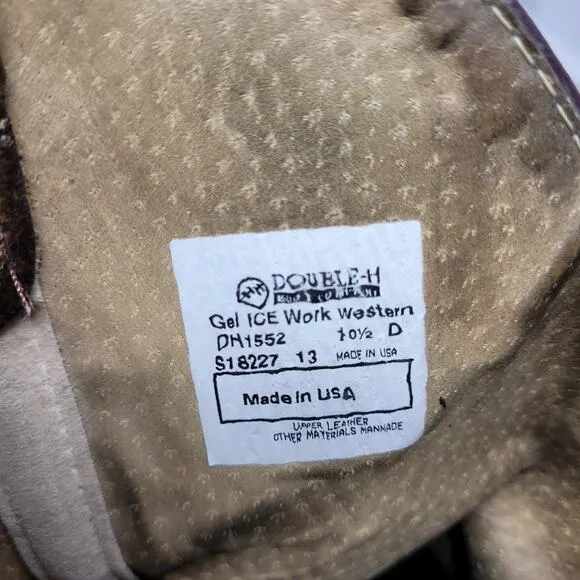 HH DOUBLE-H
Gel ICE Work Western
DH1552 10½ D
S18227 13 MADE IN USA
Made in USA
UPPER LEATHER
OTHER MATERIALS MANMADE